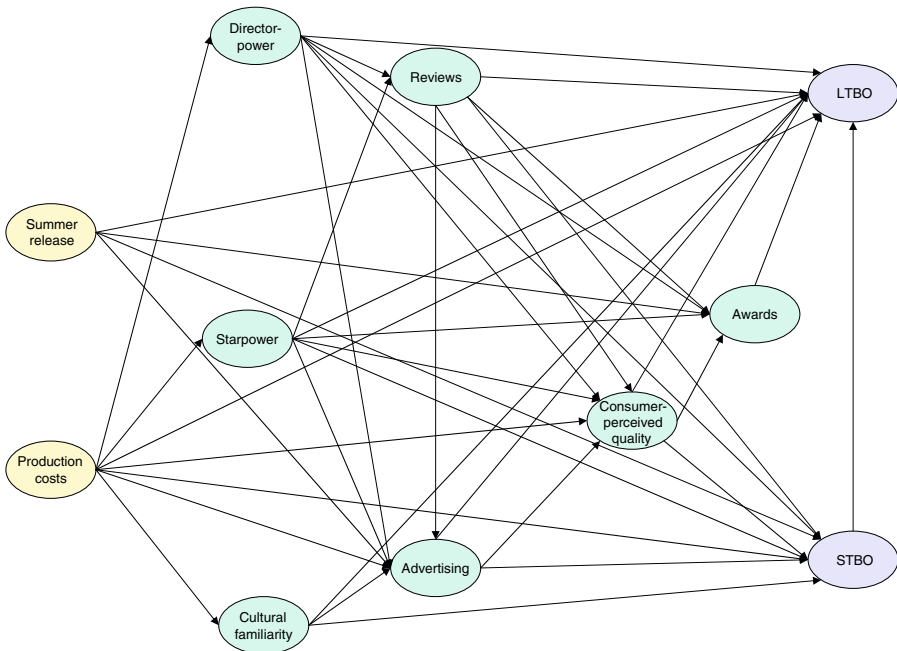 Director-
power
Reviews
LTBO
Summer
release
Awards
Starpower
Consumer-
perceived
quality
Production
costs
Advertising
STBO
Cultural
familiarity